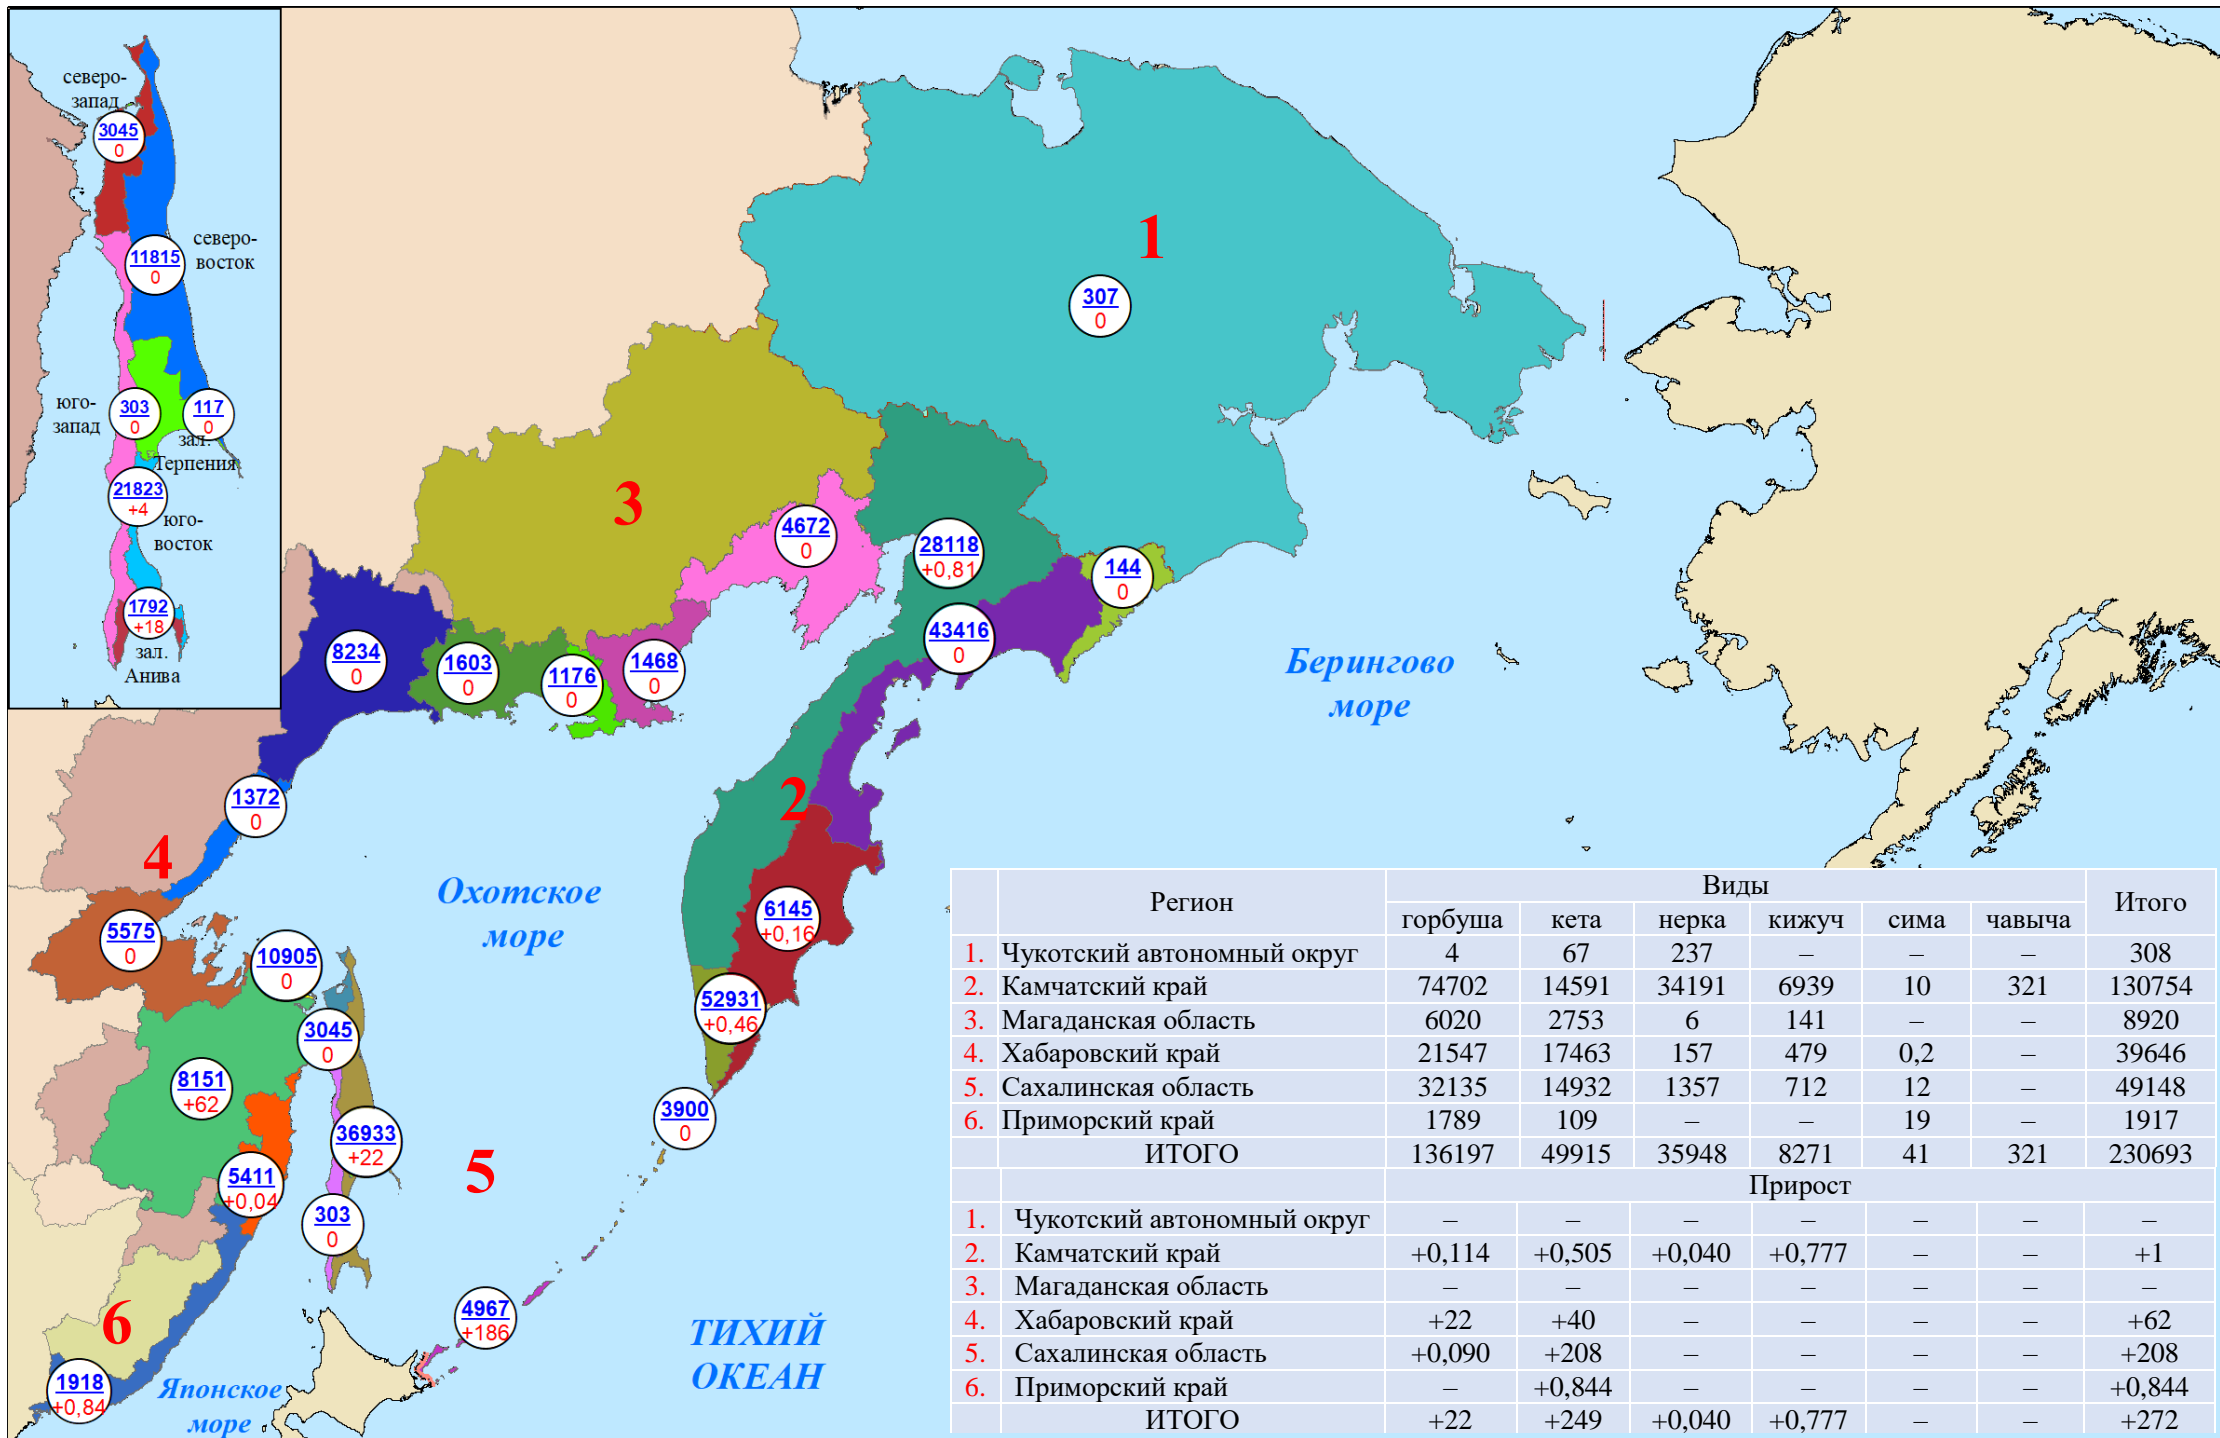 северо-
запад
3045
0
северо-
восток
11815
0
юго-
запад
303
0
117
0
зал.
Терпения
21823
+4
юго-
восток
1792
+18
зал.
Анива
1
307
0
3
4672
0
28118
+0,81
144
0
43416
0
8234
0
1603
0
1176
0
1468
0
Берингово
море
1372
0
2
4
Охотское
море
6145
+0,16
5575
0
10905
0
52931
+0,46
3045
0
8151
+62
3900
0
36933
+22
5
5411
+0,04
303
0
4967
+186
6
ТИХИЙ
ОКЕАН
1918
+0,84
Японское
море
Регион Виды Итого
горбуша кета нерка кижуч сима чавыча
1. Чукотский автономный округ 4 67 237 – – – 308
2. Камчатский край 74702 14591 34191 6939 10 321 130754
3. Магаданская область 6020 2753 6 141 – – 8920
4. Хабаровский край 21547 17463 157 479 0,2 – 39646
5. Сахалинская область 32135 14932 1357 712 12 – 49148
6. Приморский край 1789 109 – – 19 – 1917
ИТОГО 136197 49915 35948 8271 41 321 230693
Прирост
1. Чукотский автономный округ – – – – – – –
2. Камчатский край +0,114 +0,505 +0,040 +0,777 – – +1
3. Магаданская область – – – – – – –
4. Хабаровский край +22 +40 – – – – +62
5. Сахалинская область +0,090 +208 – – – – +208
6. Приморский край – +0,844 – – – – +0,844
ИТОГО +22 +249 +0,040 +0,777 – – +272